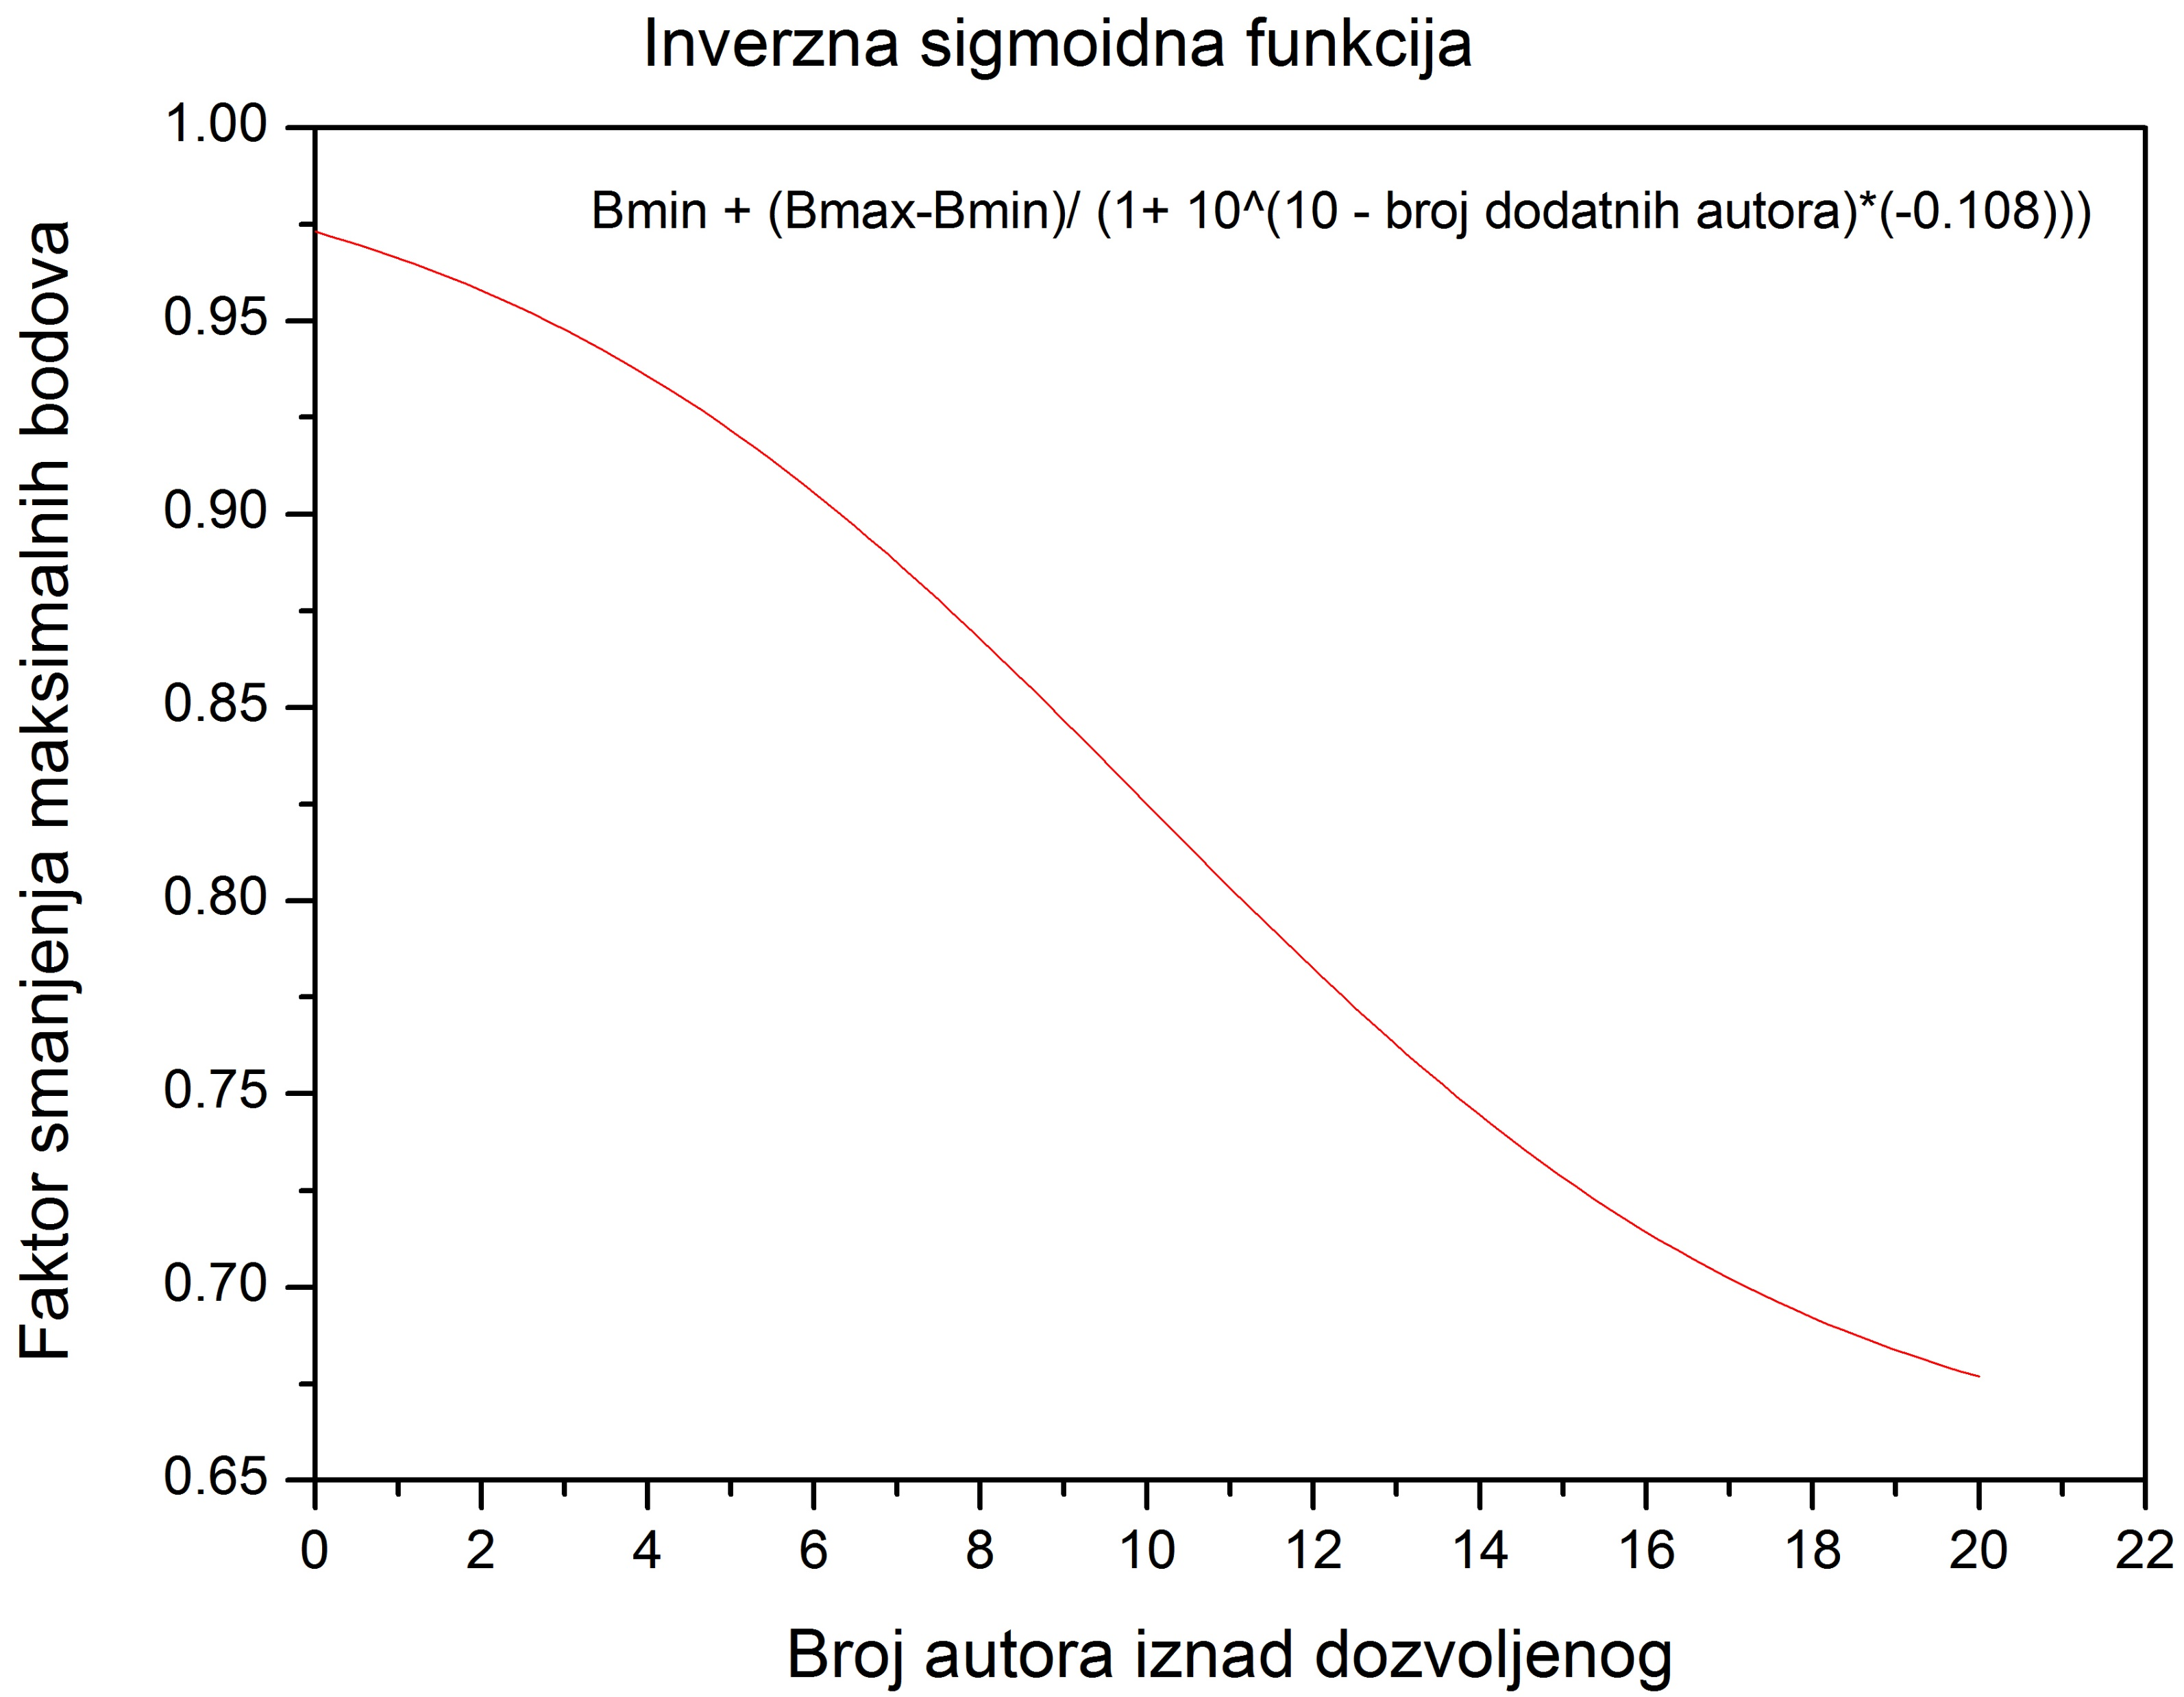 Inverzna sigmoidna funkcija
Bmin + (Bmax-Bmin)/ (1+ 10^(10 - broj dodatnih autora)*(-0.108)))
Faktor smanjenja maksimalnih bodova
1.00
0.95
0.90
0.85
0.80
0.75
0.70
0.65
0 2 4 6 8 10 12 14 16 18 20 22
Broj autora iznad dozvoljenog